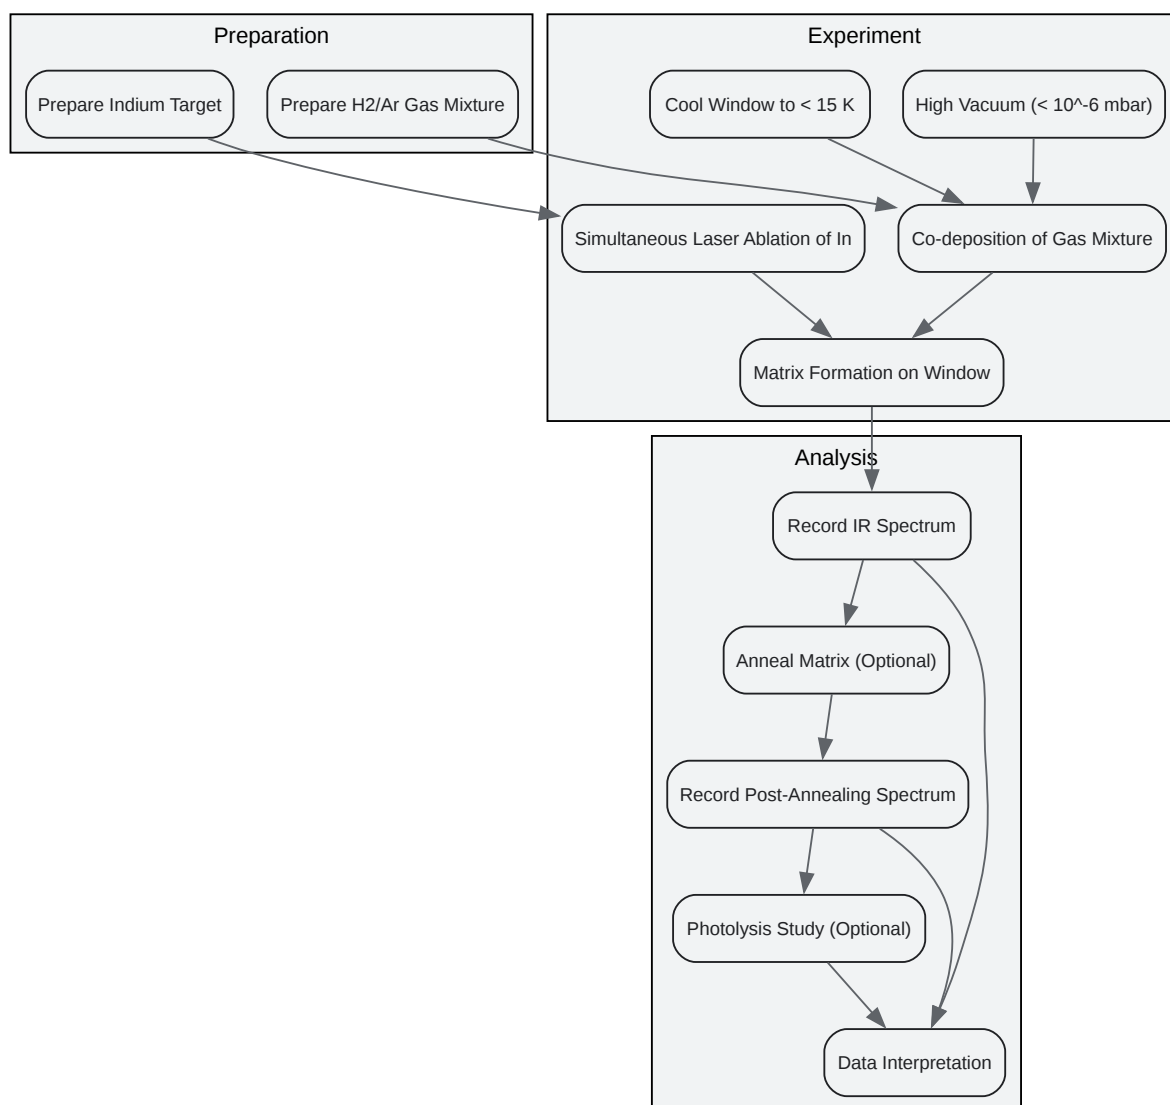 Preparation
Experiment
Prepare Indium Target
Prepare H2/Ar Gas Mixture
Cool Window to < 15 K
High Vacuum (< 10^-6 mbar)
Simultaneous Laser Ablation of In
Co-deposition of Gas Mixture
Matrix Formation on Window
Analysis
Record IR Spectrum
Anneal Matrix (Optional)
Record Post-Annealing Spectrum
Photolysis Study (Optional)
Data Interpretation